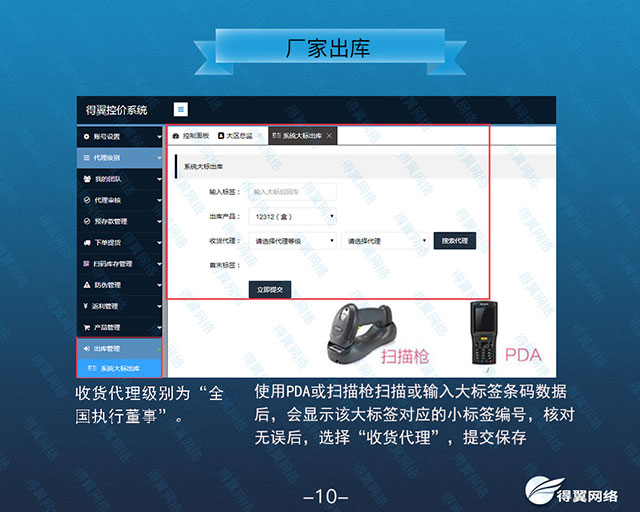 厂家出库
得翼控价系统
账号设置
代理级别
我的团队
代理审核
预存款管理
下单提货
扫码库存管理
防伪管理
返利管理
产品管理
出库管理
系统大标出库
控制面板 大区总监 系统大标出库
系统大标出库
输入标签： 输入大标后回车
出库产品： 12312（盒）
收货代理： 请选择代理等级 请选择代理 搜索代理
首末标签：
立即提交
扫描枪 PDA
收货代理级别为“全
国执行董事”。
使用PDA或扫描枪扫描或输入大标签条码数据
后，会显示该大标签对应的小标签编号，核对
无误后，选择“收货代理”，提交保存
-10-
得翼网络